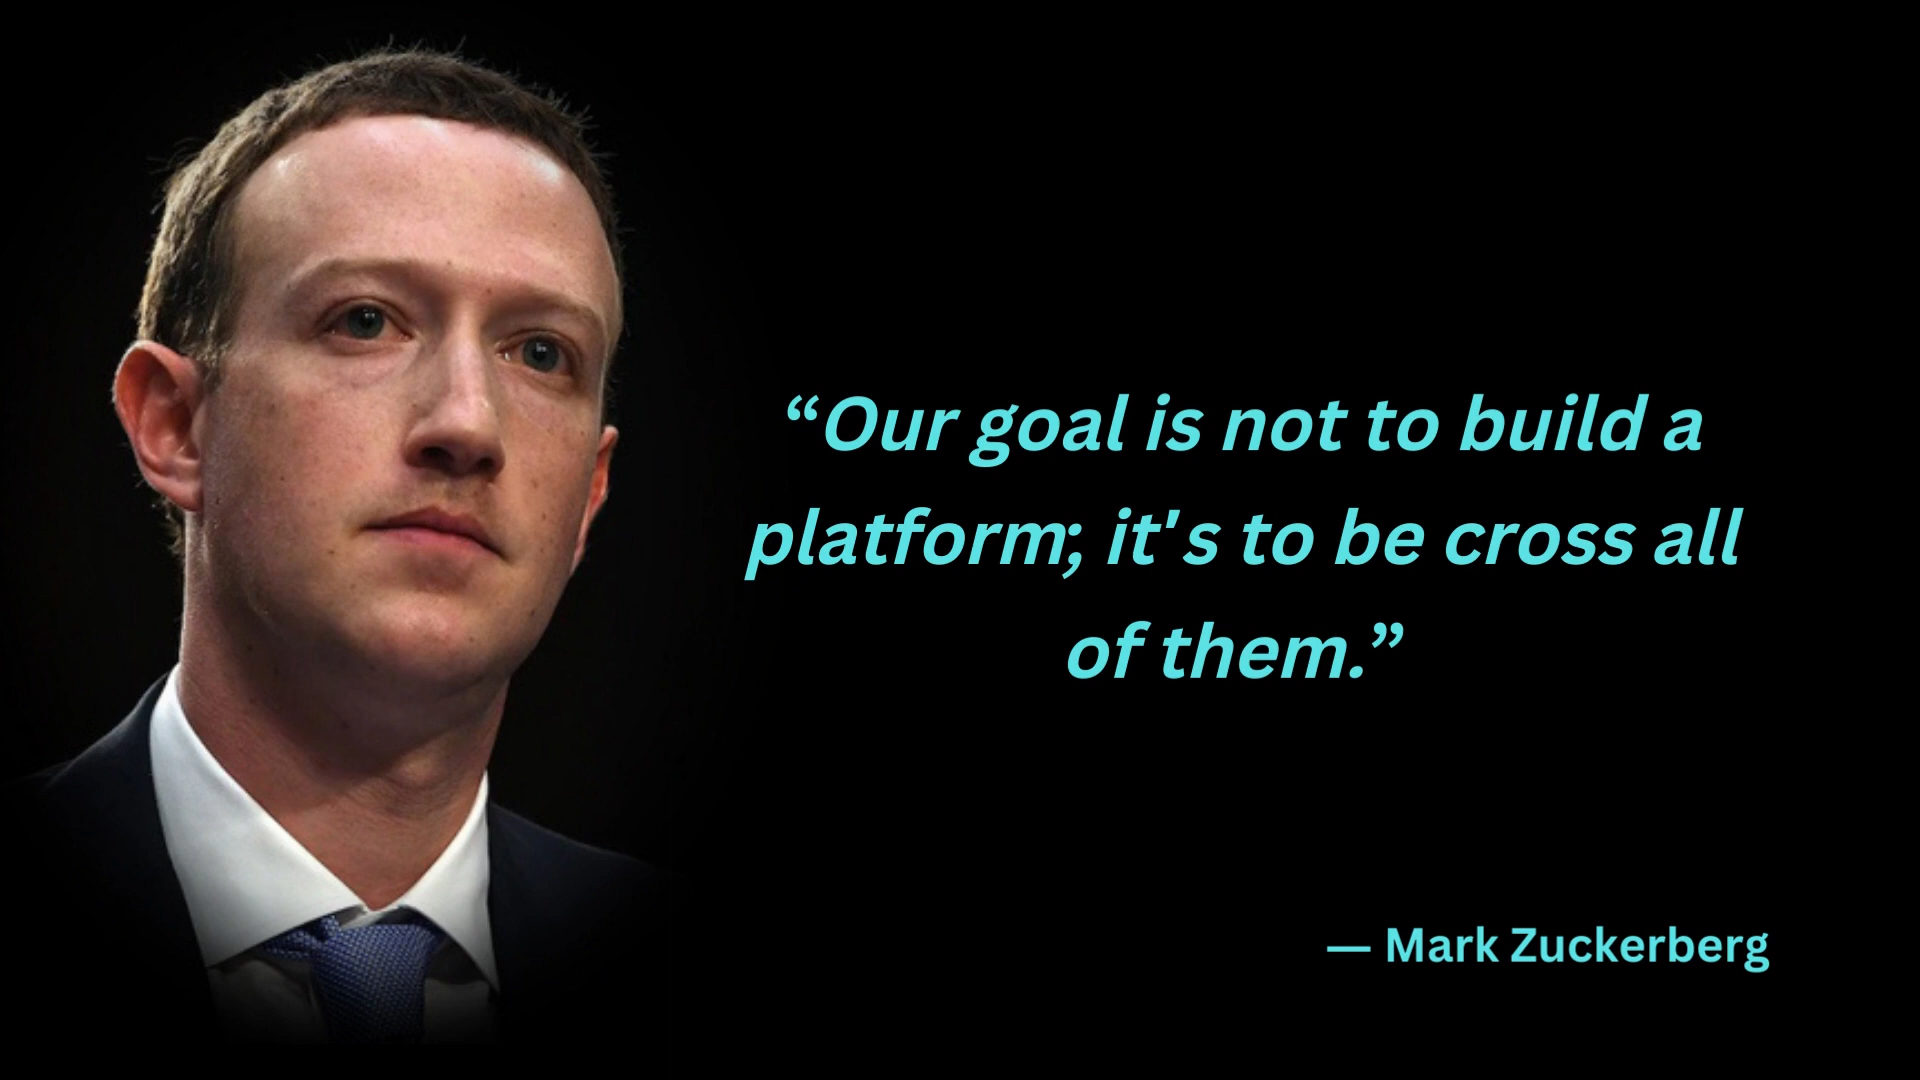 “Our goal is not to build a
platform; it's to be cross all
of them.”
— Mark Zuckerberg